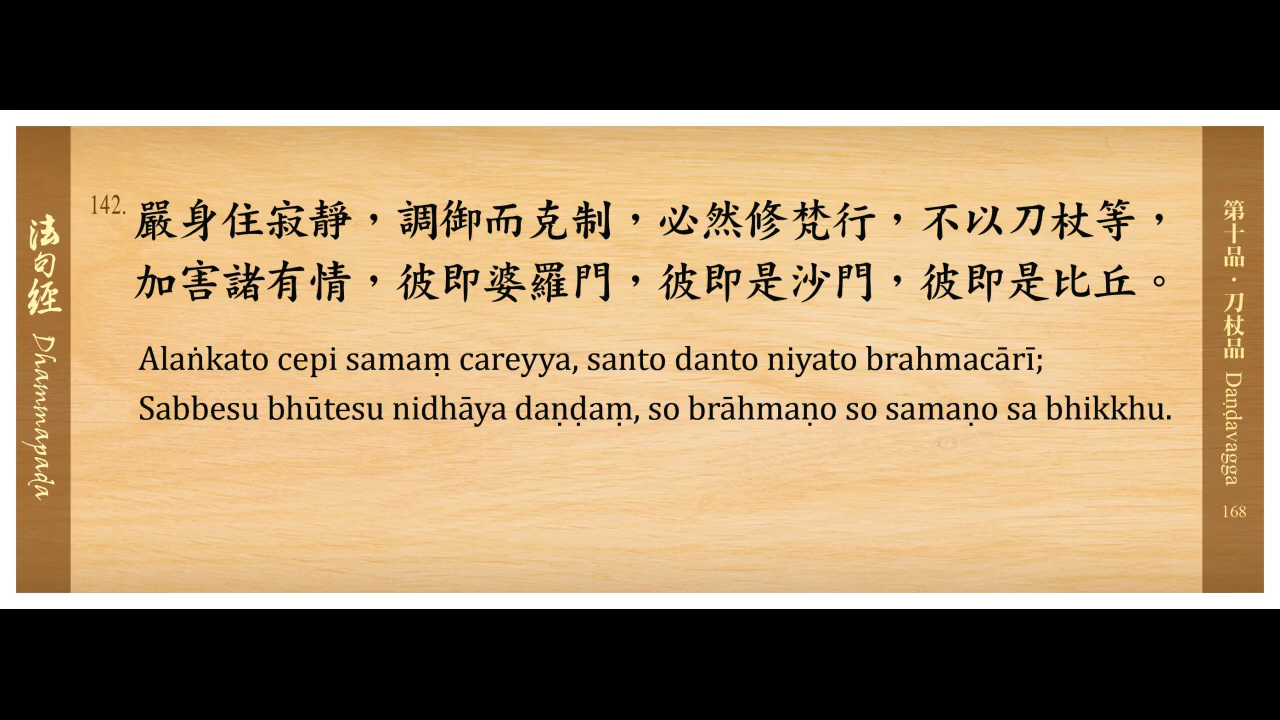 法句經 Dhammapada
142. 嚴身住寂靜，調御而克制，必然修梵行，不以刀杖等，
加害諸有情，彼即婆羅門，彼即是沙門，彼即是比丘。
Alaṅkato cepi samaṃ careyya, santo danto niyato brahmacārī;
Sabbesu bhūtesu nidhāya daṇḍaṃ, so brāhmaṇo so samaṇo sa bhikkhu.
第十品．刀杖品 Daṇḍavagga 168